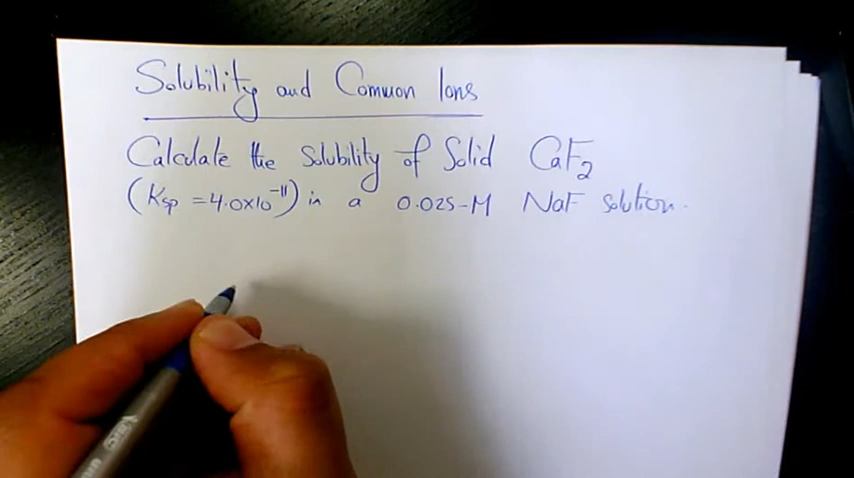 Solubility and Common Ions
Calculate the solubility of Solid CaF₂
(Ksp = 4.0x10⁻¹¹) in a 0.025-M NaF solution.